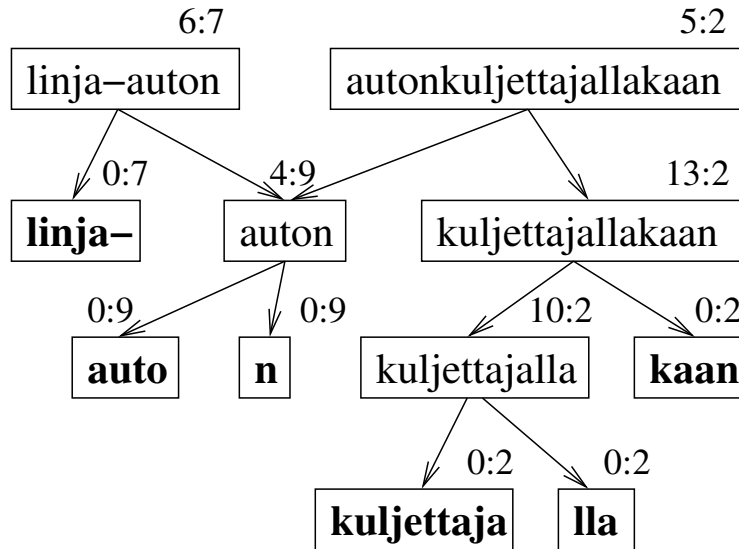 6:7 5:2
linja–auton autonkuljettajallakaan
0:7 4:9 13:2
linja– auton kuljettajallakaan
0:9 0:9 10:2 0:2
auto n kuljettajalla kaan
0:2 0:2
kuljettaja lla